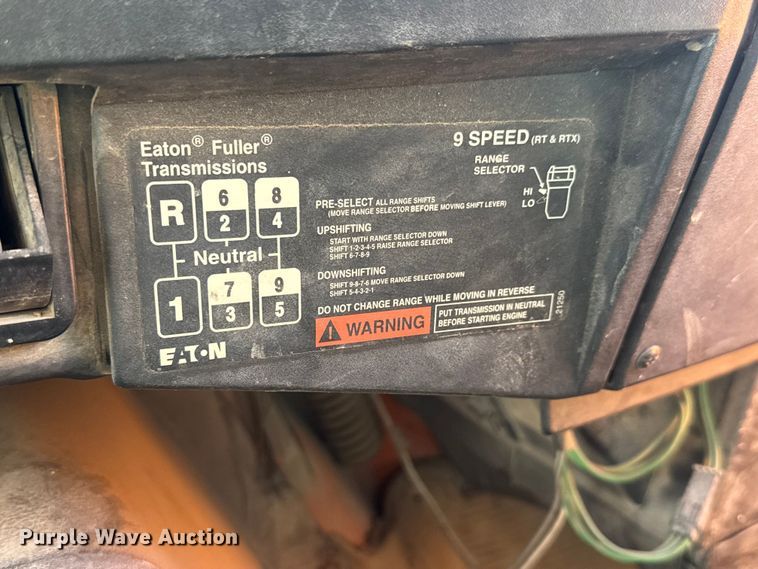 Eaton® Fuller®
Transmissions
9 SPEED (RT & RTX)
RANGE
SELECTOR
HI
LO
R 6 8
2 4
Neutral
1 7 9
3 5
PRE-SELECT ALL RANGE SHIFTS
(MOVE RANGE SELECTOR BEFORE MOVING SHIFT LEVER)
UPSHIFTING
START WITH RANGE SELECTOR DOWN
SHIFT 1-2-3-4-5 RAISE RANGE SELECTOR
SHIFT 6-7-8-9
DOWNSHIFTING
SHIFT 9-8-7-6 MOVE RANGE SELECTOR DOWN
SHIFT 5-4-3-2-1
DO NOT CHANGE RANGE WHILE MOVING IN REVERSE
WARNING
PUT TRANSMISSION IN NEUTRAL
BEFORE STARTING ENGINE
21250
EATON
Purple Wave Auction